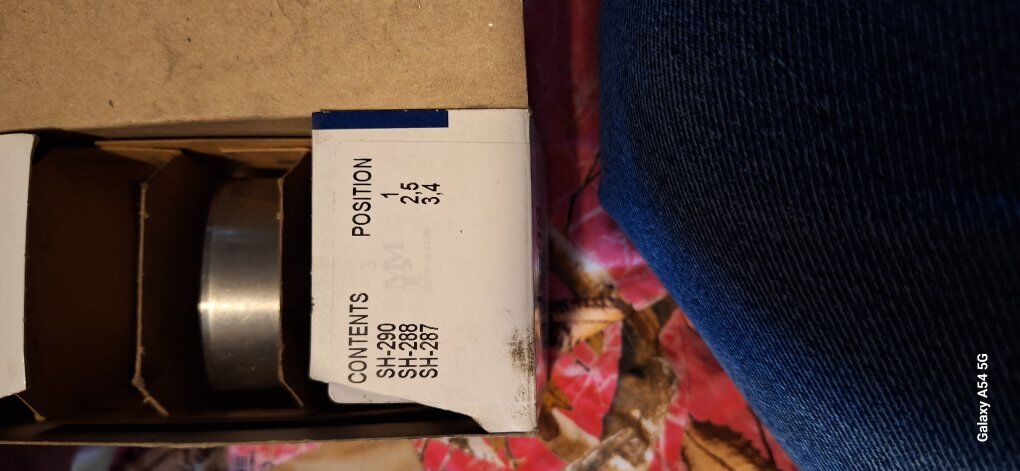 CONTENTS POSITION
SH-290 1
SH-288 2,5
SH-287 3,4
Galaxy A54 5G